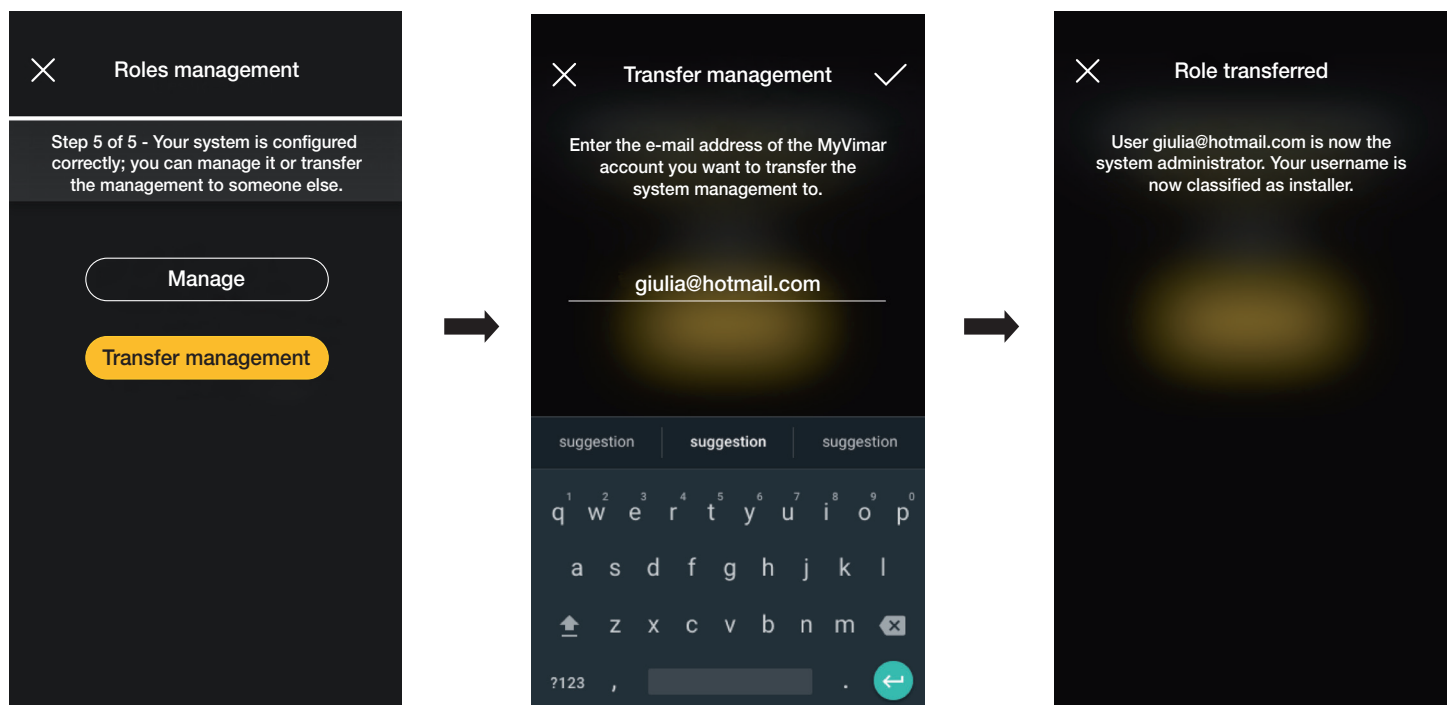 Roles management
Step 5 of 5 - Your system is configured
correctly; you can manage it or transfer
the management to someone else.
Manage
Transfer management
Transfer management
Enter the e-mail address of the MyVimar
account you want to transfer the
system management to.
giulia@hotmail.com
suggestion suggestion suggestion
1 2 3 4 5 6 7 8 9 0
q w e r t y u i o p
a s d f g h j k l
z x c v b n m
?123 , .
Role transferred
User giulia@hotmail.com is now the
system administrator. Your username is
now classified as installer.